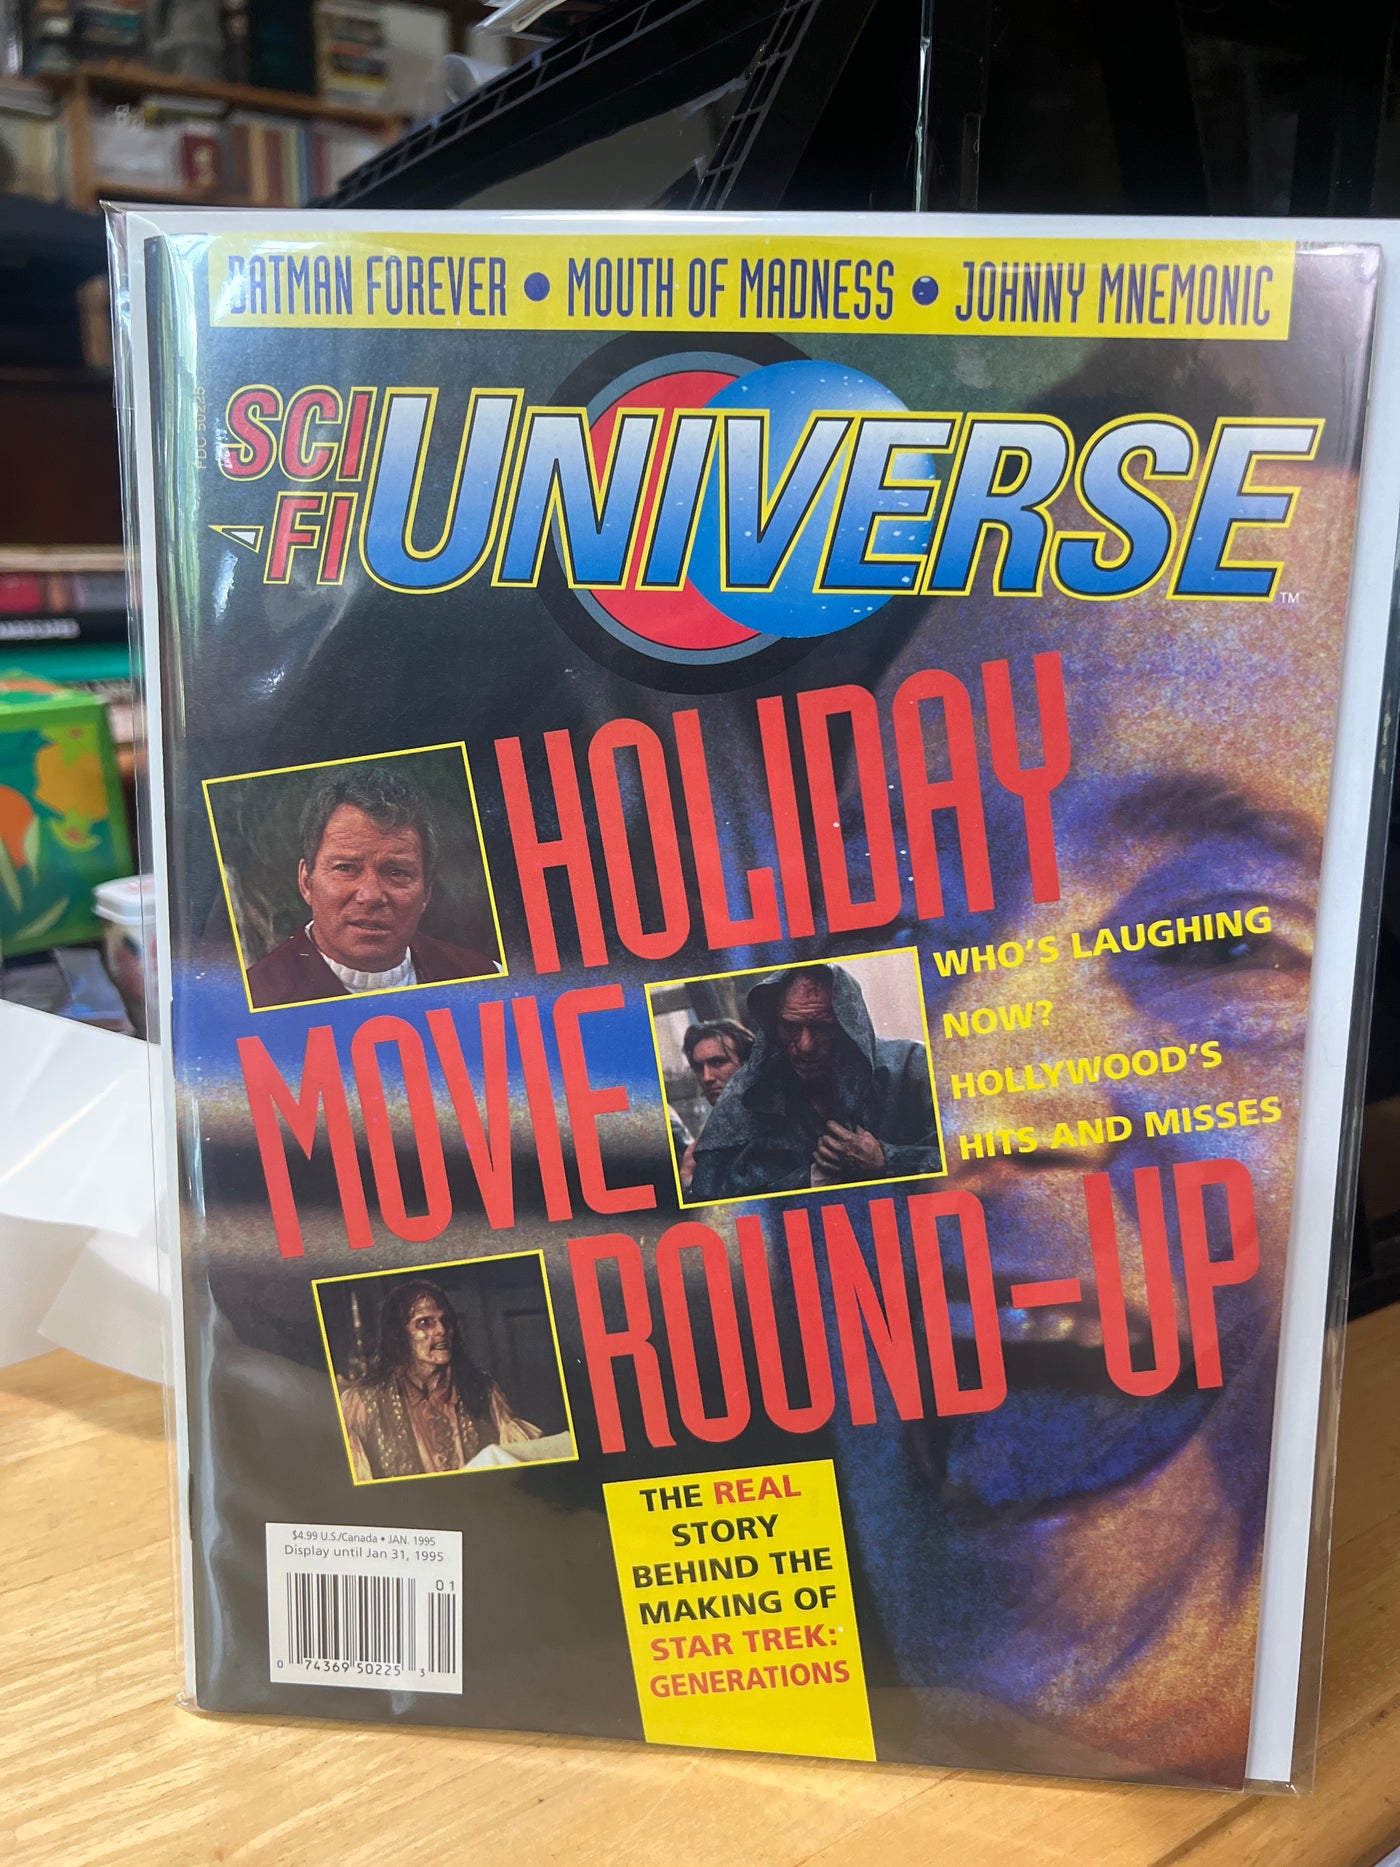 BATMAN FOREVER • MOUTH OF MADNESS • JOHNNY MNEMONIC
SCI
FI
UNIVERSE
TM
FDC 50225
HOLIDAY
WHO'S LAUGHING
NOW?
HOLLYWOOD'S
HITS AND MISSES
MOVIE
ROUND-UP
THE REAL
STORY
BEHIND THE
MAKING OF
STAR TREK:
GENERATIONS
$4.99 U.S./Canada • JAN. 1995
Display until Jan 31, 1995
01
0 74369 50225 3